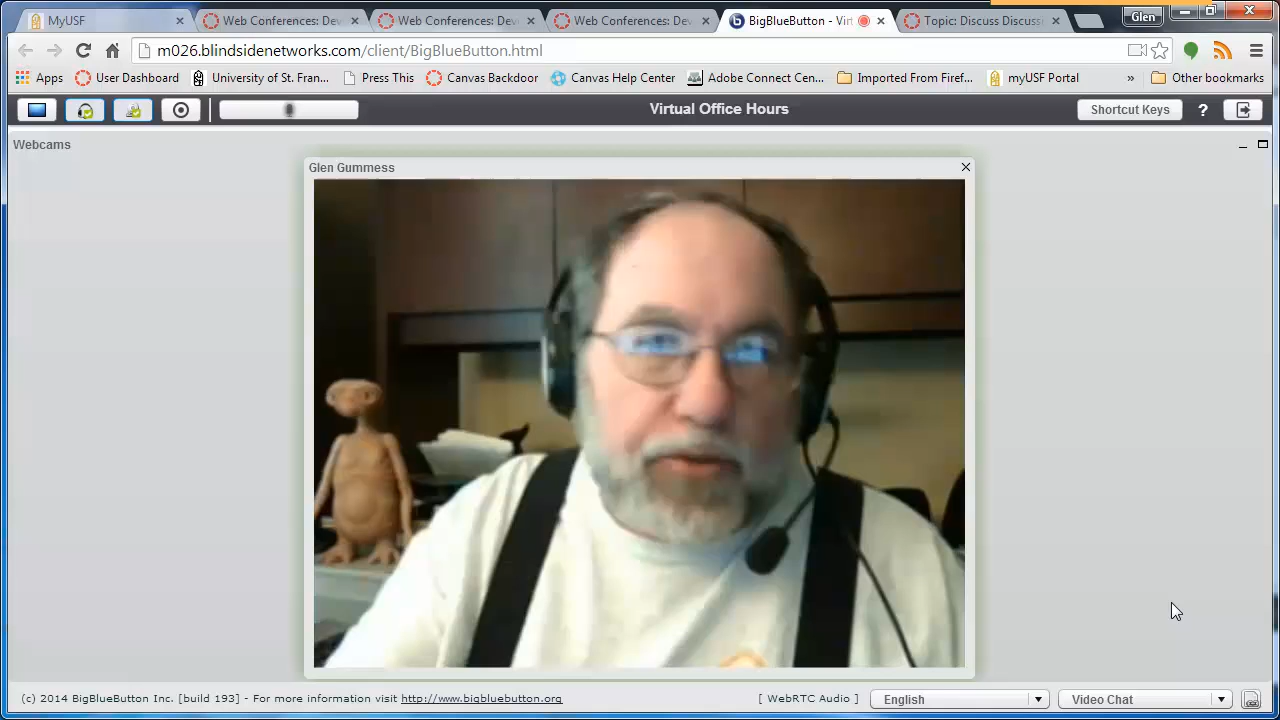 MyUSF
Web Conferences: Dev
Web Conferences: Dev
Web Conferences: Dev
BigBlueButton - Virt
Topic: Discuss Discussi
Glen
m026.blindsidenetworks.com/client/BigBlueButton.html
Apps
User Dashboard
University of St. Fran...
Press This
Canvas Backdoor
Canvas Help Center
Adobe Connect Cen...
Imported From Firef...
myUSF Portal
»
Other bookmarks
Virtual Office Hours
Shortcut Keys
?
Webcams
Glen Gummess
(c) 2014 BigBlueButton Inc. [build 193] - For more information visit http://www.bigbluebutton.org
[ WebRTC Audio ]
English
Video Chat